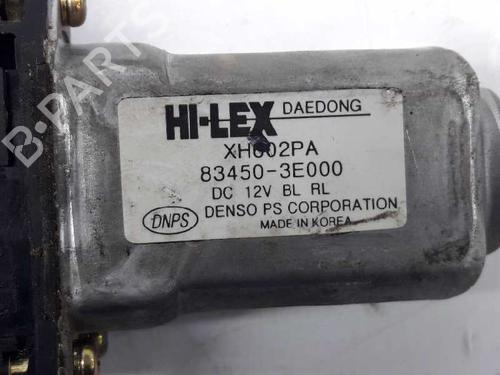 HI-LEX DAEDONG
XH002PA
83450-3E000
DC 12V BL RL
DENSO PS CORPORATION
DNPS
MADE IN KOREA
B-PARTS